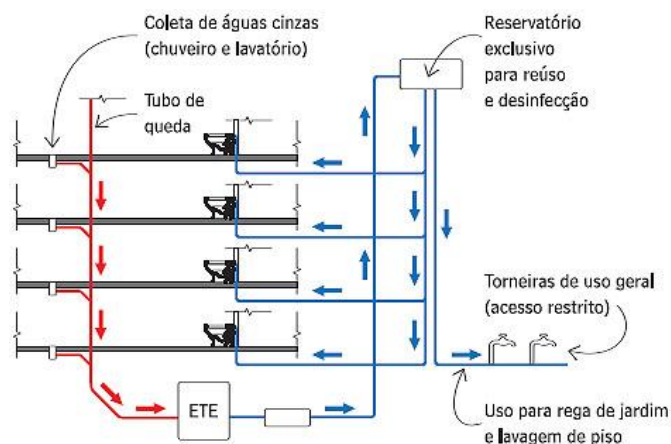 Coleta de águas cinzas
(chuveiro e lavatório)
Tubo de
queda
Reservatório
exclusivo
para reúso
e desinfecção
Torneiras de uso geral
(acesso restrito)
ETE
Uso para rega de jardim
e lavagem de piso